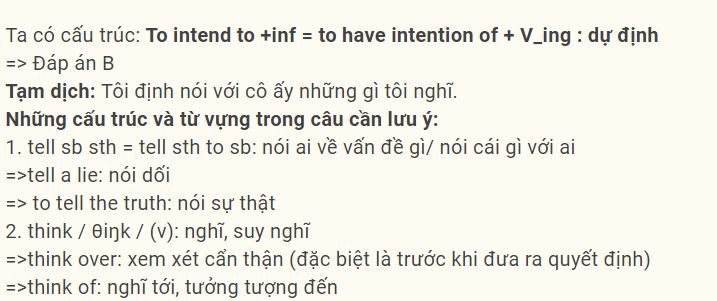 Ta có cấu trúc: To intend to +inf = to have intention of + V_ing : dự định
=> Đáp án B
Tạm dịch: Tôi định nói với cô ấy những gì tôi nghĩ.
Những cấu trúc và từ vựng trong câu cần lưu ý:
1. tell sb sth = tell sth to sb: nói ai về vấn đề gì/ nói cái gì với ai
=>tell a lie: nói dối
=> to tell the truth: nói sự thật
2. think / θiŋk / (v): nghĩ, suy nghĩ
=>think over: xem xét cẩn thận (đặc biệt là trước khi đưa ra quyết định)
=>think of: nghĩ tới, tưởng tượng đến